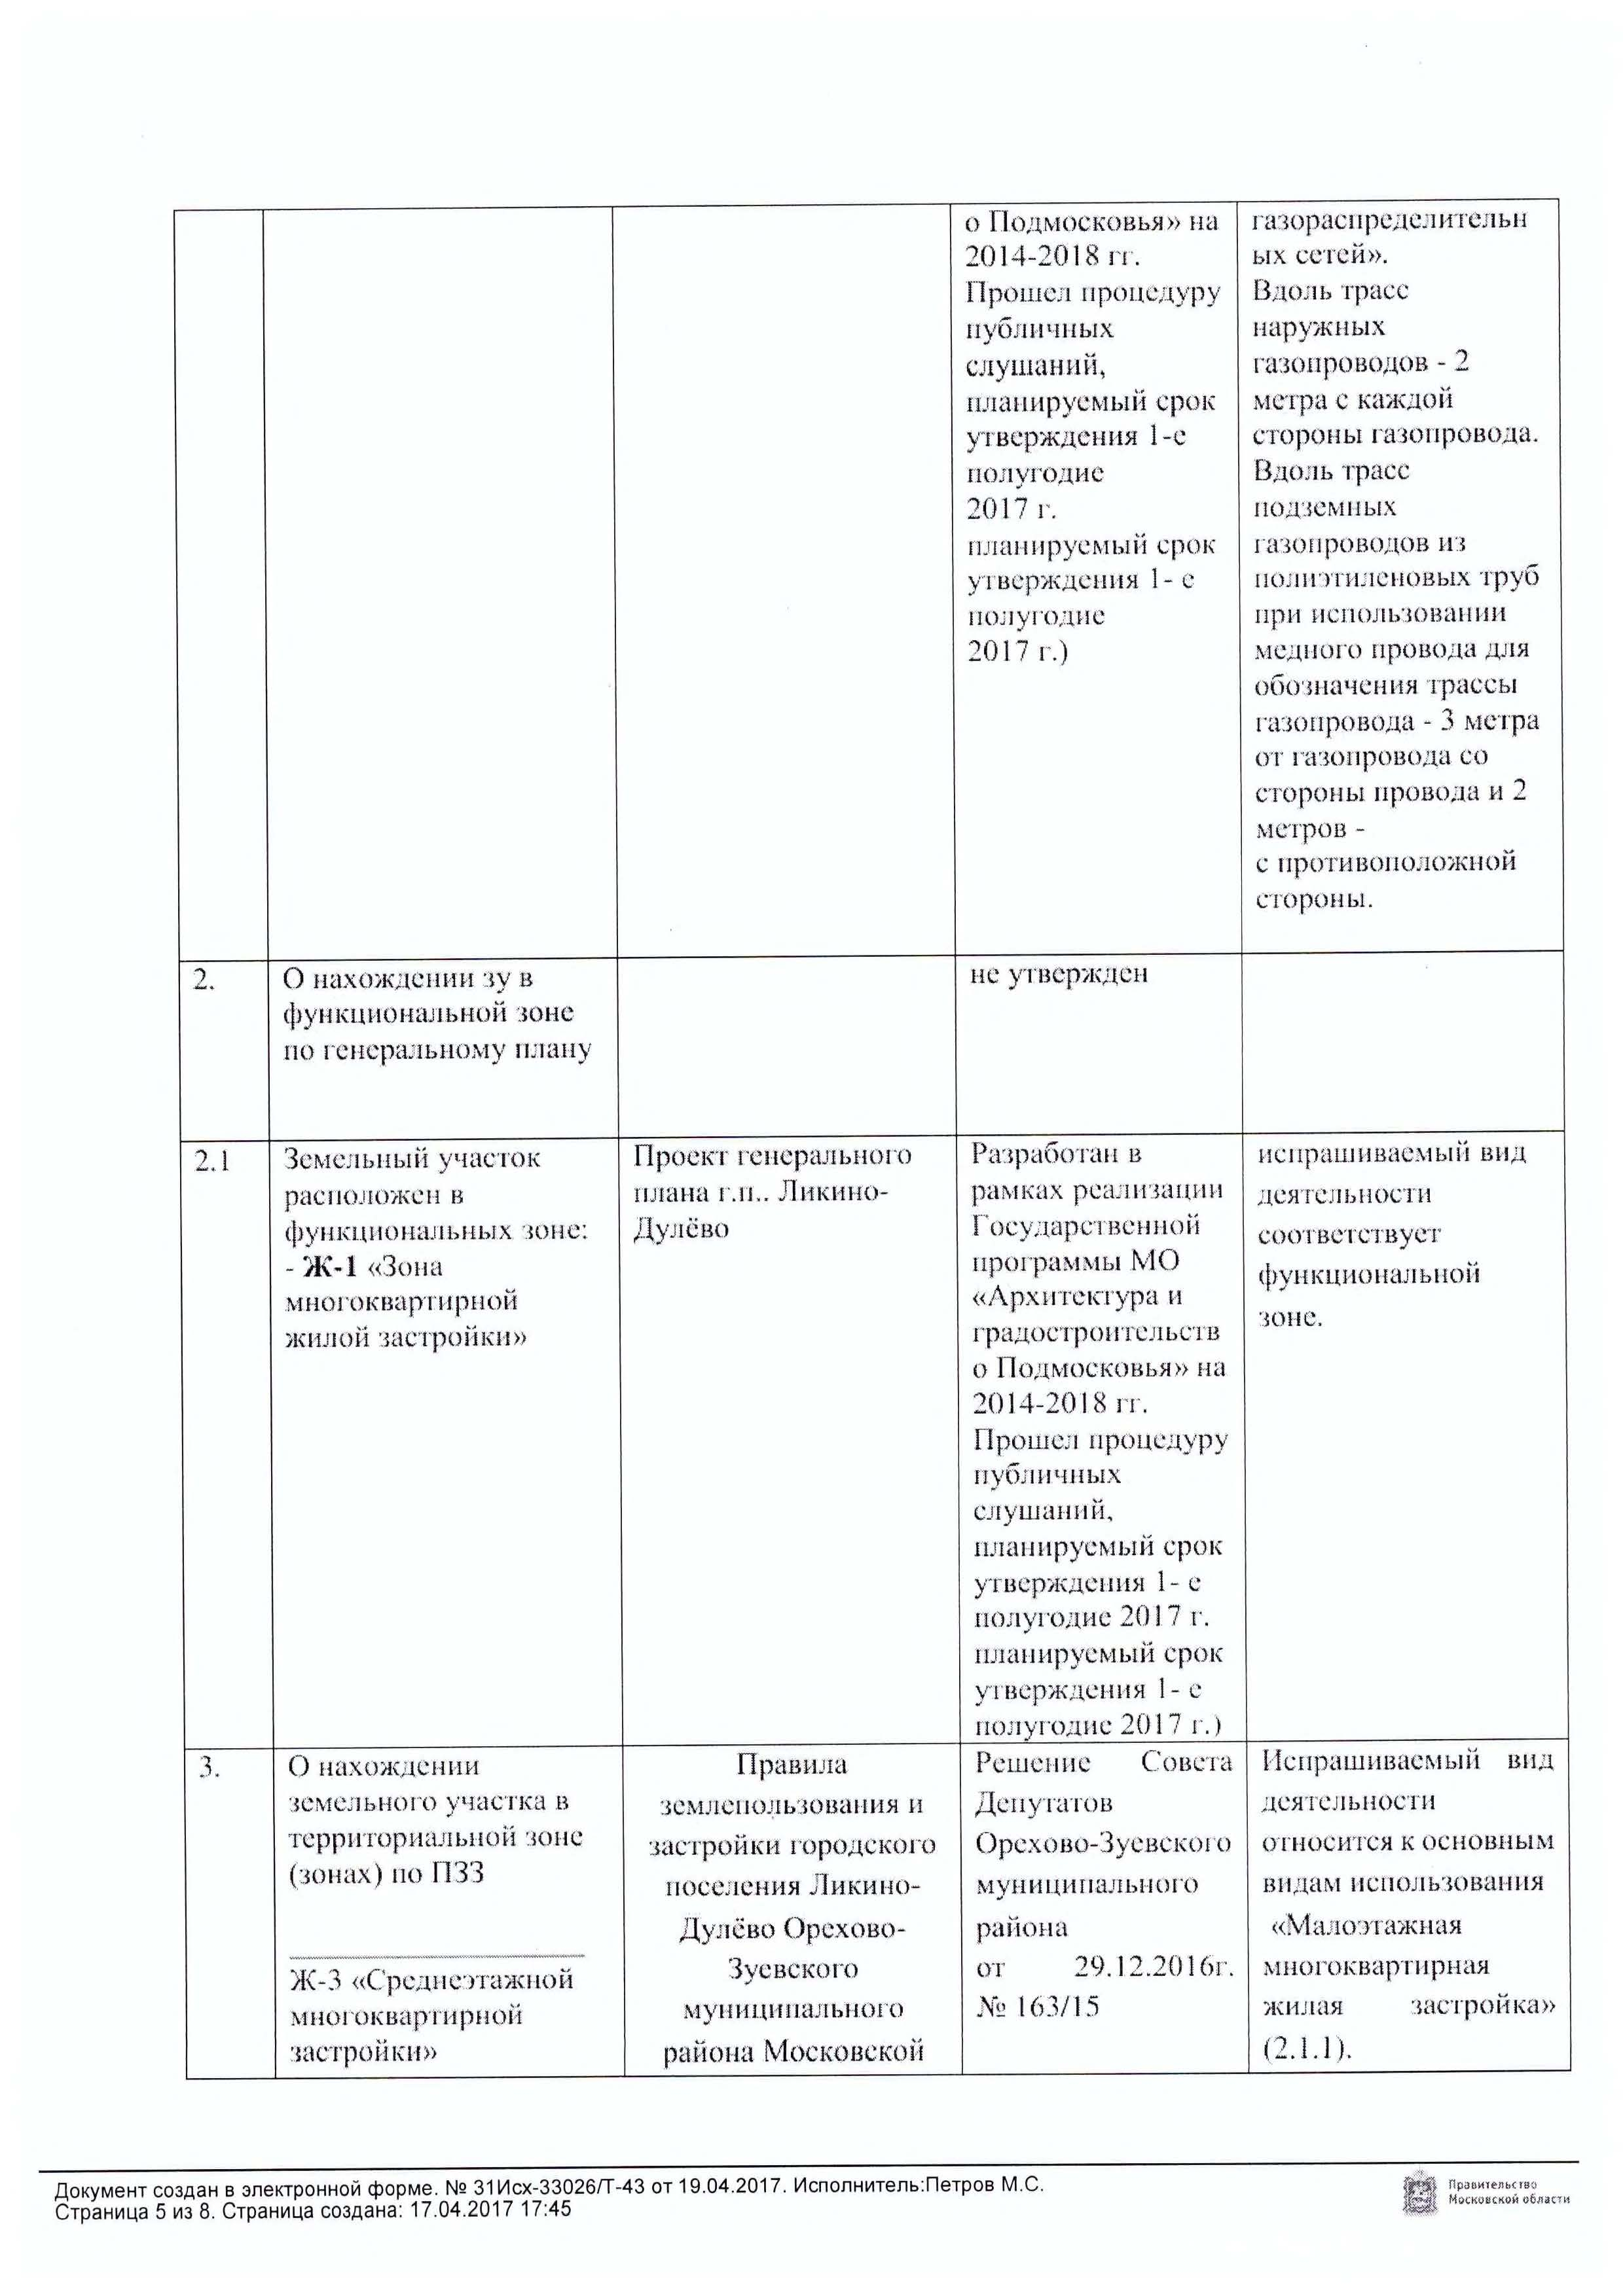 о Подмосковья» на
2014-2018 гг.
Прошел процедуру
публичных
слушаний,
планируемый срок
утверждения 1-е
полугодие
2017 г.
планируемый срок
утверждения 1- е
полугодие
2017 г.)
газораспределительн
ых сетей».
Вдоль трасс
наружных
газопроводов - 2
метра с каждой
стороны газопровода.
Вдоль трасс
подземных
газопроводов из
полиэтиленовых труб
при использовании
медного провода для
обозначения трассы
газопровода - 3 метра
от газопровода со
стороны провода и 2
метров -
с противоположной
стороны.
2.
О нахождении зу в
функциональной зоне
по генеральному плану
не утвержден
2.1
Земельный участок
расположен в
функциональных зоне:
- Ж-1 «Зона
многоквартирной
жилой застройки»
Проект генерального
плана г.п.. Ликино-
Дулёво
Разработан в
рамках реализации
Государственной
программы МО
«Архитектура и
градостроительств
о Подмосковья» на
2014-2018 гг.
Прошел процедуру
публичных
слушаний,
планируемый срок
утверждения 1- е
полугодие 2017 г.
планируемый срок
утверждения 1- е
полугодие 2017 г.)
испрашиваемый вид
деятельности
соответствует
функциональной
зоне.
3.
О нахождении
земельного участка в
территориальной зоне
(зонах) по ПЗЗ
Ж-3 «Среднеэтажной
многоквартирной
застройки»
Правила
землепользования и
застройки городского
поселения Ликино-
Дулёво Орехово-
Зуевского
муниципального
района Московской
Решение Совета
Депутатов
Орехово-Зуевского
муниципального
района
от 29.12.2016г.
№ 163/15
Испрашиваемый вид
деятельности
относится к основным
видам использования
«Малоэтажная
многоквартирная
жилая застройка»
(2.1.1).
Документ создан в электронной форме. № 31Исх-33026/Т-43 от 19.04.2017. Исполнитель:Петров М.С.
Страница 5 из 8. Страница создана: 17.04.2017 17:45
Правительство
Московской области